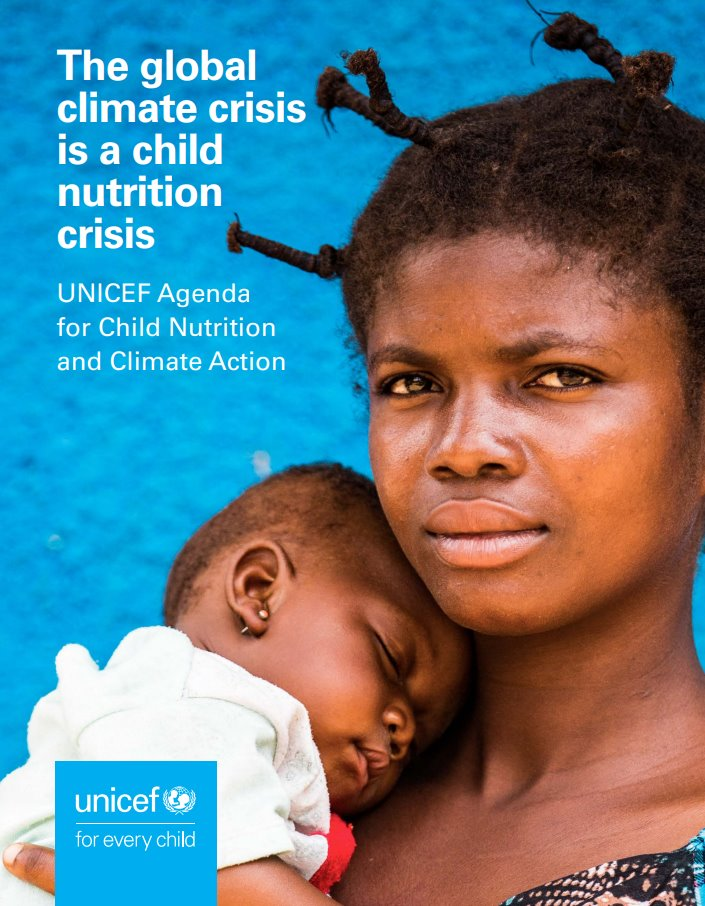 The global
climate crisis
is a child
nutrition
crisis
UNICEF Agenda
for Child Nutrition
and Climate Action
unicef
for every child